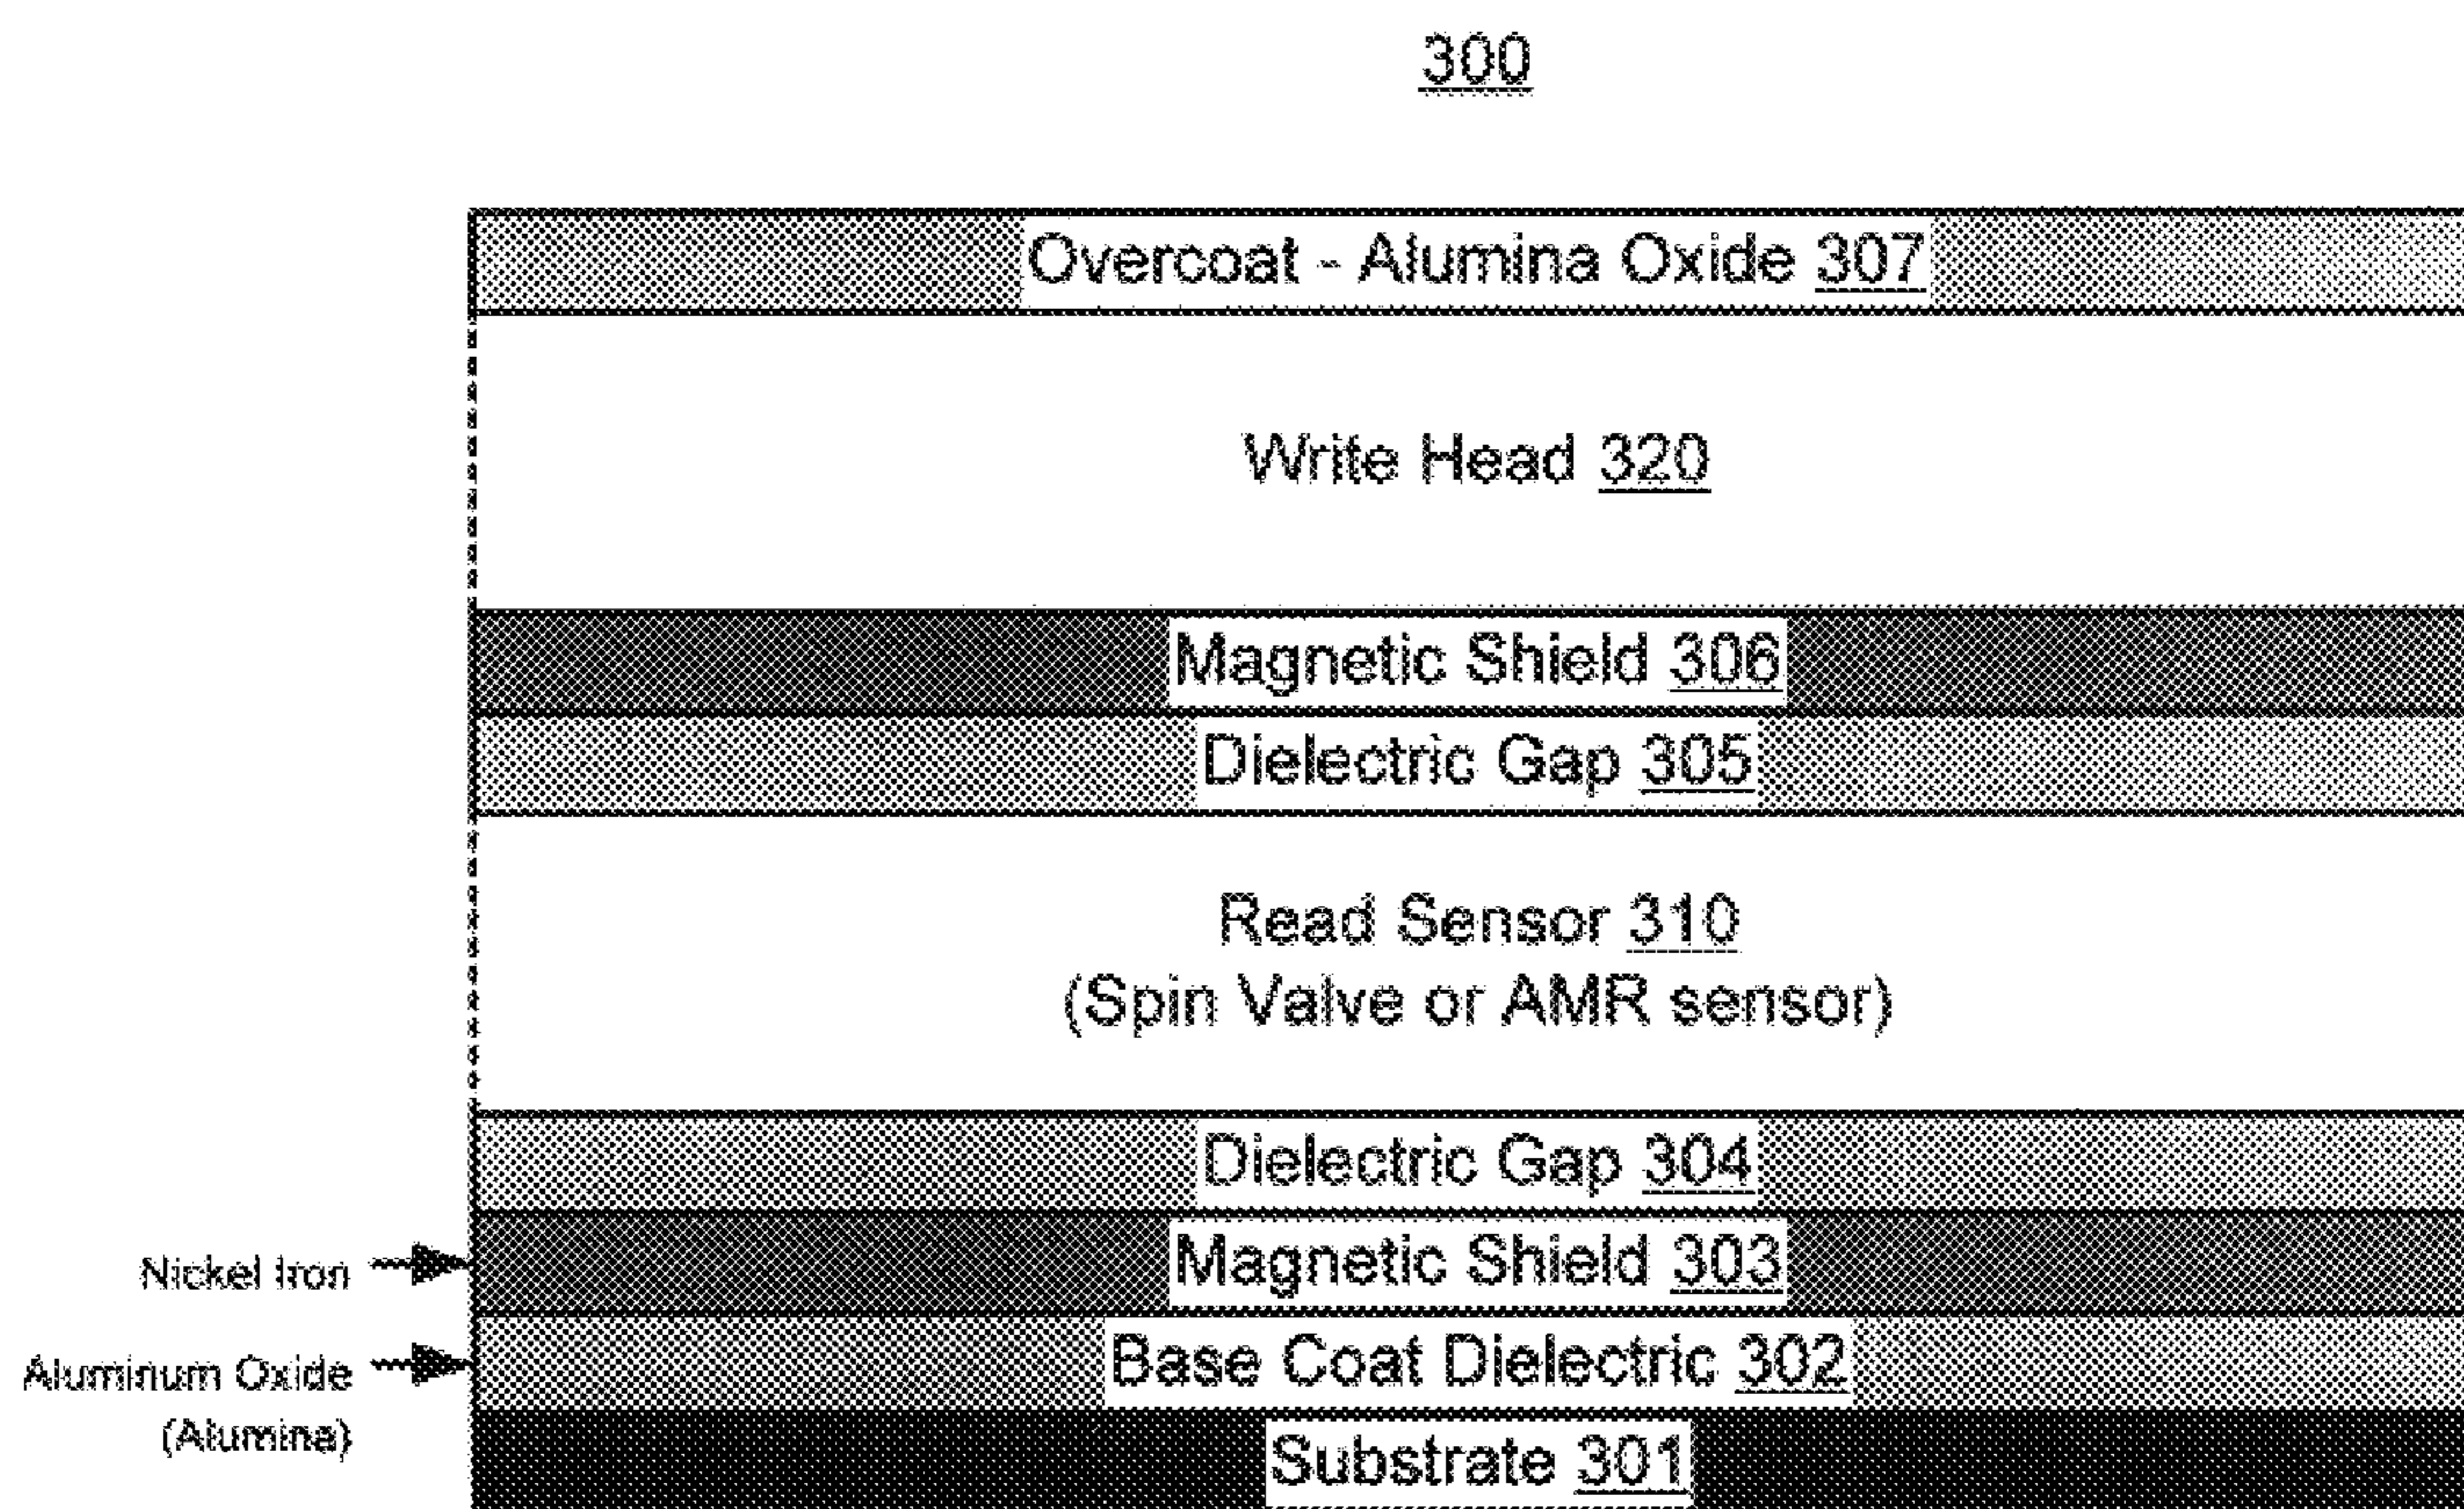 300
Overcoat - Alumina Oxide 307
Write Head 320
Magnetic Shield 306
Dielectric Gap 305
Read Sensor 310
(Spin Valve or AMR sensor)
Dielectric Gap 304
Nickel Iron
Magnetic Shield 303
Aluminum Oxide
(Alumina)
Base Coat Dielectric 302
Substrate 301